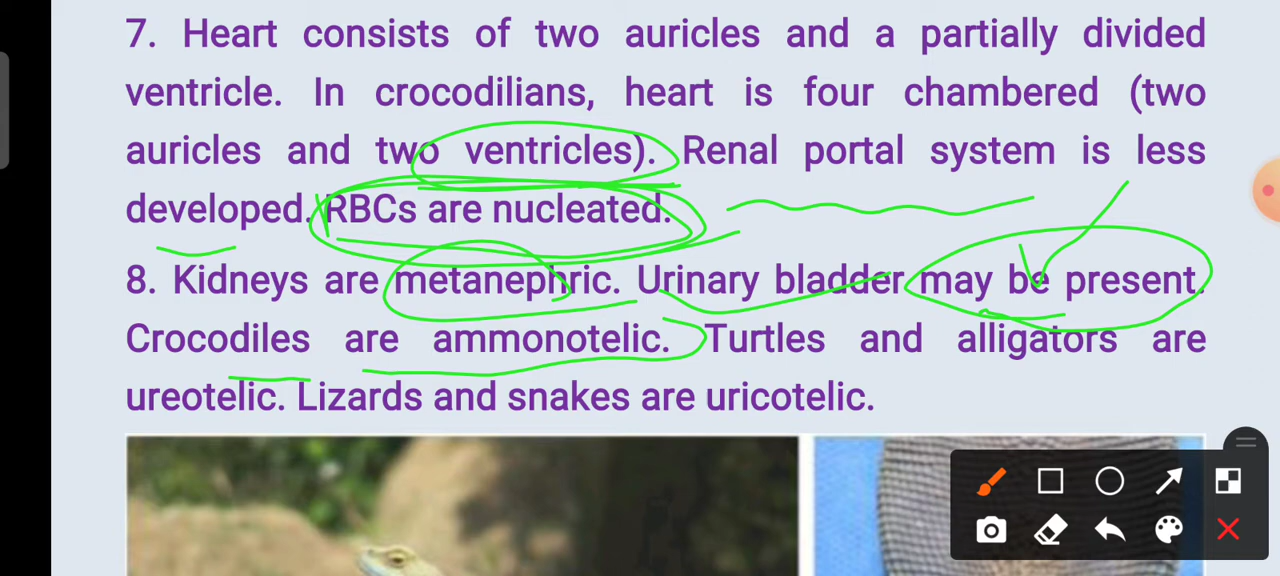 7. Heart consists of two auricles and a partially divided
ventricle. In crocodilians, heart is four chambered (two
auricles and two ventricles). Renal portal system is less
developed. RBCs are nucleated.
8. Kidneys are metanephric. Urinary bladder may be present.
Crocodiles are ammonotelic. Turtles and alligators are
ureotelic. Lizards and snakes are uricotelic.